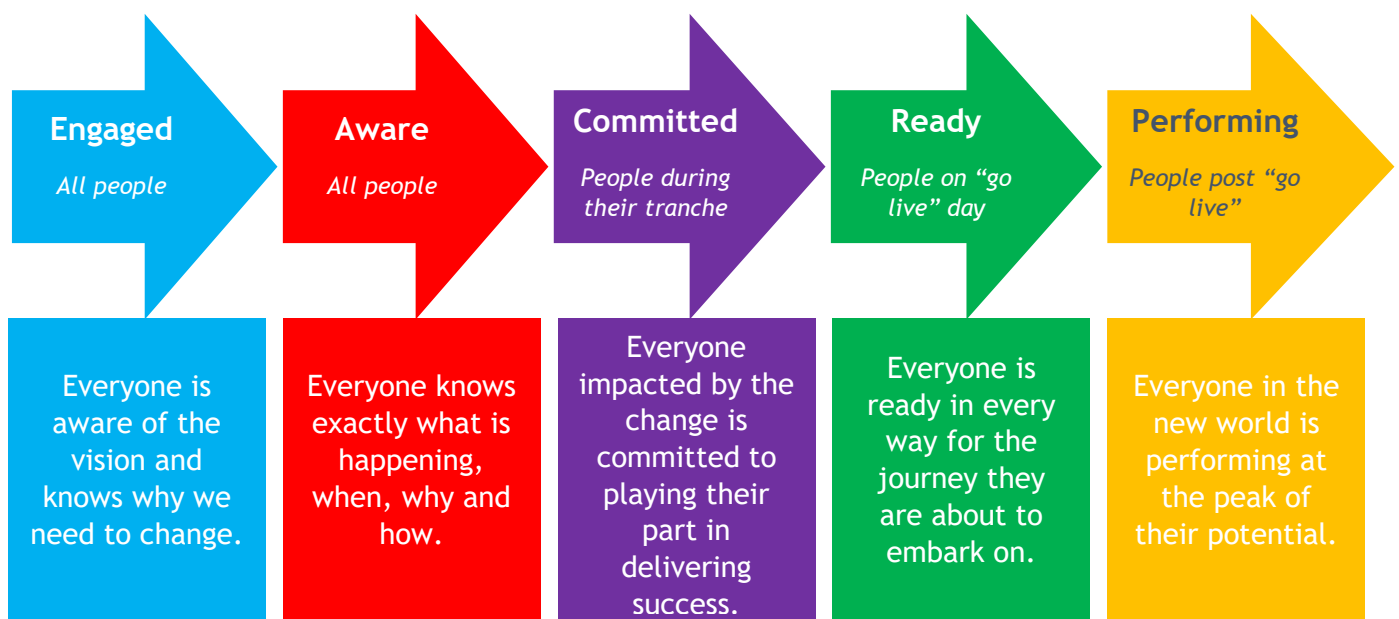 Engaged
All people
Aware
All people
Committed
People during
their tranche
Ready
People on “go
live” day
Performing
People post “go
live”
Everyone is
aware of the
vision and
knows why we
need to change.
Everyone knows
exactly what is
happening,
when, why and
how.
Everyone
impacted by the
change is
committed to
playing their
part in
delivering
success.
Everyone is
ready in every
way for the
journey they
are about to
embark on.
Everyone in the
new world is
performing at
the peak of
their potential.